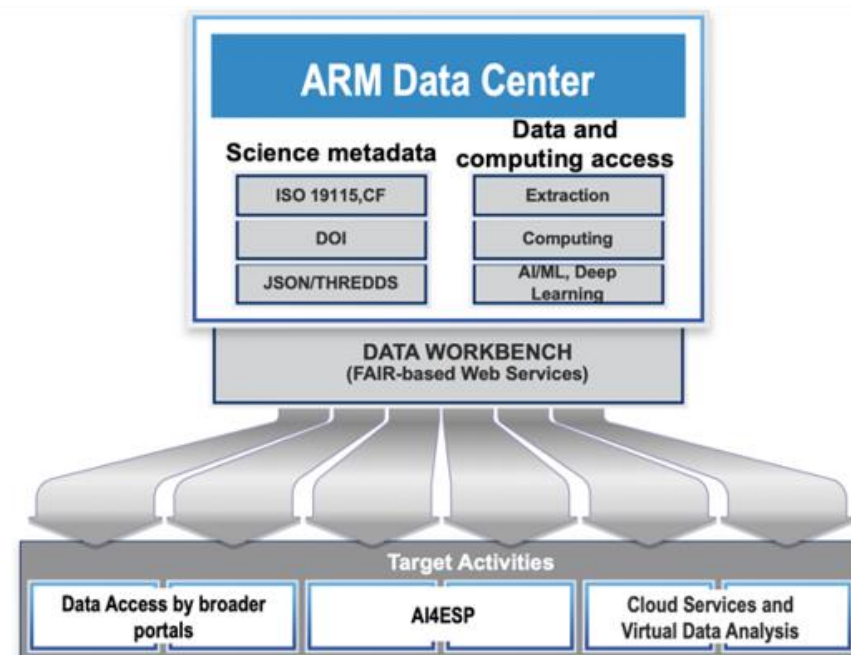 ARM Data Center
Science metadata
ISO 19115,CF
DOI
JSON/THREDDS
Data and
computing access
Extraction
Computing
AI/ML, Deep
Learning
DATA WORKBENCH
(FAIR-based Web Services)
Target Activities
Data Access by broader
portals
AI4ESP
Cloud Services and
Virtual Data Analysis